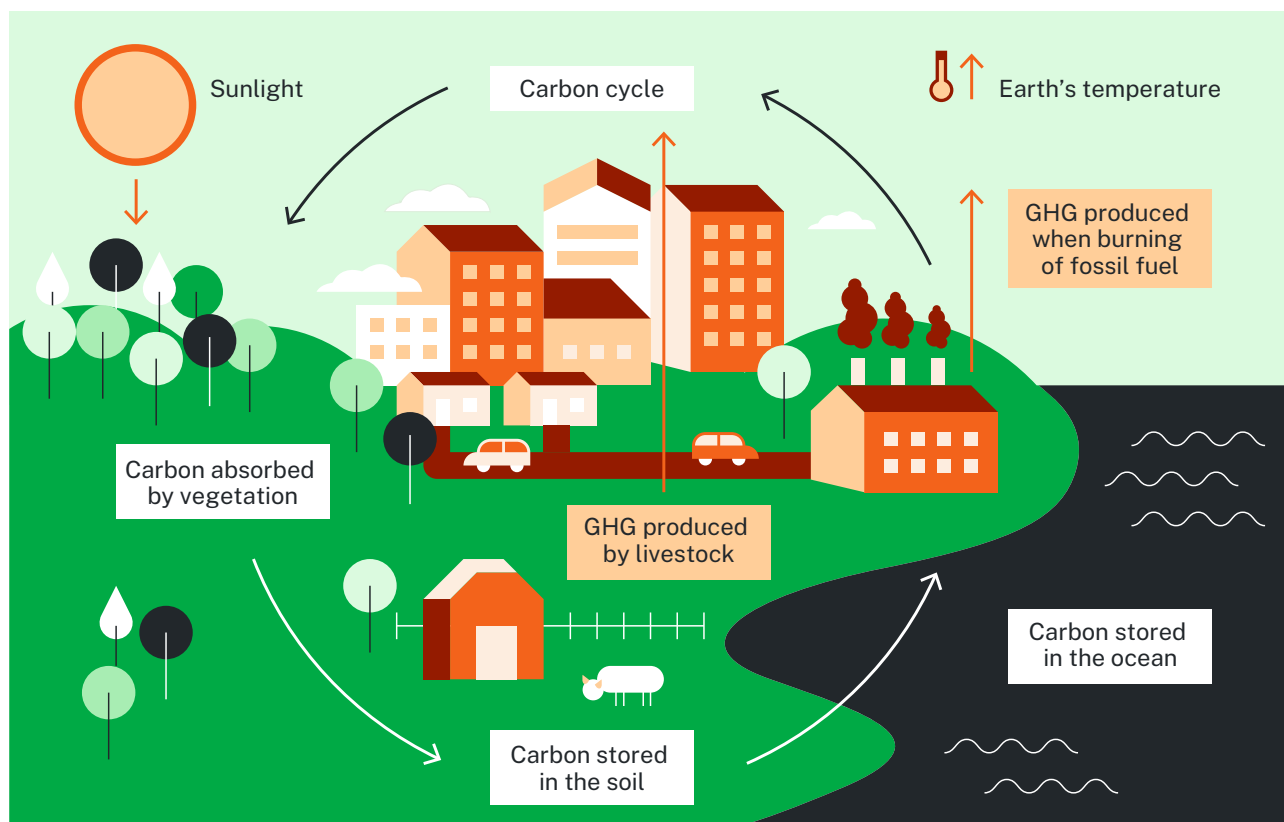 Sunlight
Carbon cycle
Earth’s temperature
GHG produced
when burning
of fossil fuel
Carbon absorbed
by vegetation
GHG produced
by livestock
Carbon stored
in the ocean
Carbon stored
in the soil